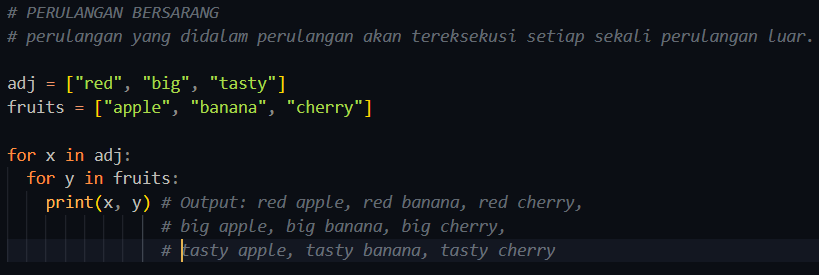 # PERULANGAN BERSARANG
# perulangan yang didalam perulangan akan tereksekusi setiap sekali perulangan luar.
adj = ["red", "big", "tasty"]
fruits = ["apple", "banana", "cherry"]
for x in adj:
  for y in fruits:
    print(x, y) # Output: red apple, red banana, red cherry,
                # big apple, big banana, big cherry,
                # tasty apple, tasty banana, tasty cherry